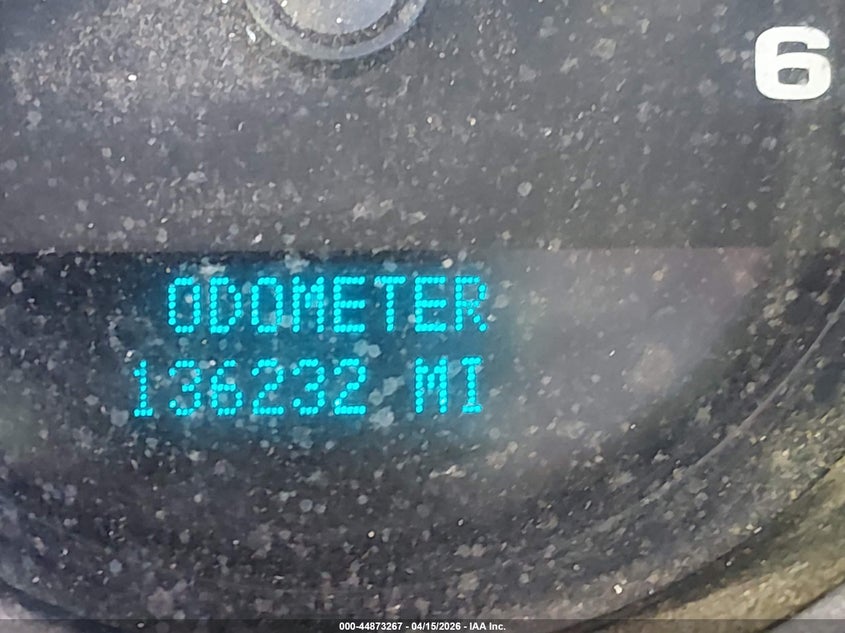 6
ODOMETER
136232 MI
000-44873267 - 04/15/2026 - IAA Inc.